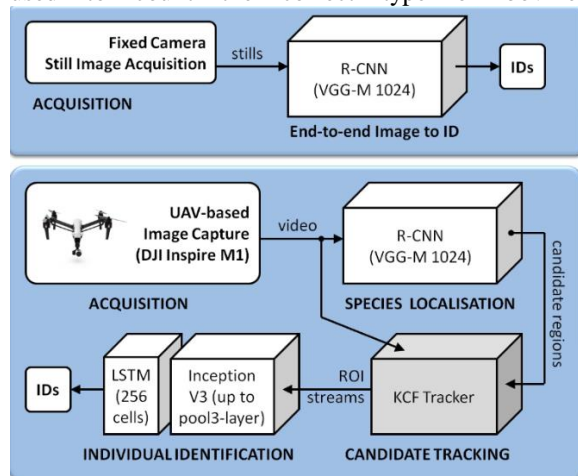 Fixed Camera
Still Image Acquisition
stills
R-CNN
(VGG-M 1024)
IDs
ACQUISITION
End-to-end Image to ID
UAV-based
Image Capture
(DJI Inspire M1)
video
R-CNN
(VGG-M 1024)
candidate regions
ACQUISITION
SPECIES LOCALISATION
IDs
LSTM
(256
cells)
Inception
V3 (up to
pool3-layer)
ROI
streams
KCF Tracker
INDIVIDUAL IDENTIFICATION
CANDIDATE TRACKING